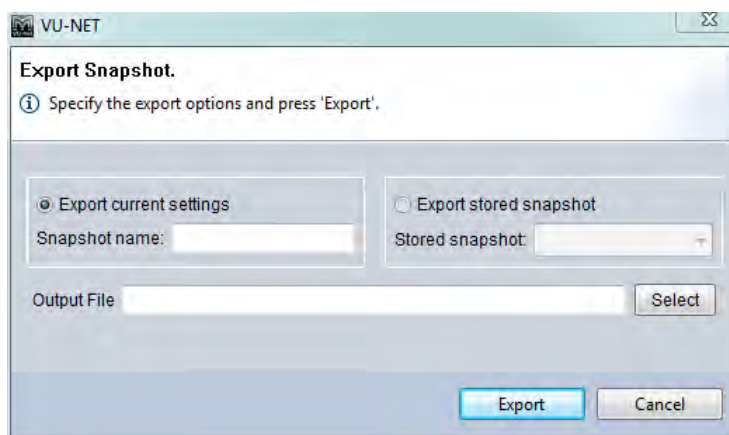 VU-NET
Export Snapshot.
Specify the export options and press 'Export'.
Export current settings
Snapshot name:
Export stored snapshot
Stored snapshot:
Output File
Select
Export
Cancel